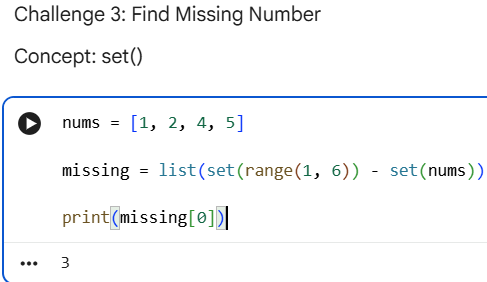 Challenge 3: Find Missing Number
Concept: set()
nums = [1, 2, 4, 5]
missing = list(set(range(1, 6)) - set(nums))
print(missing[0])
3